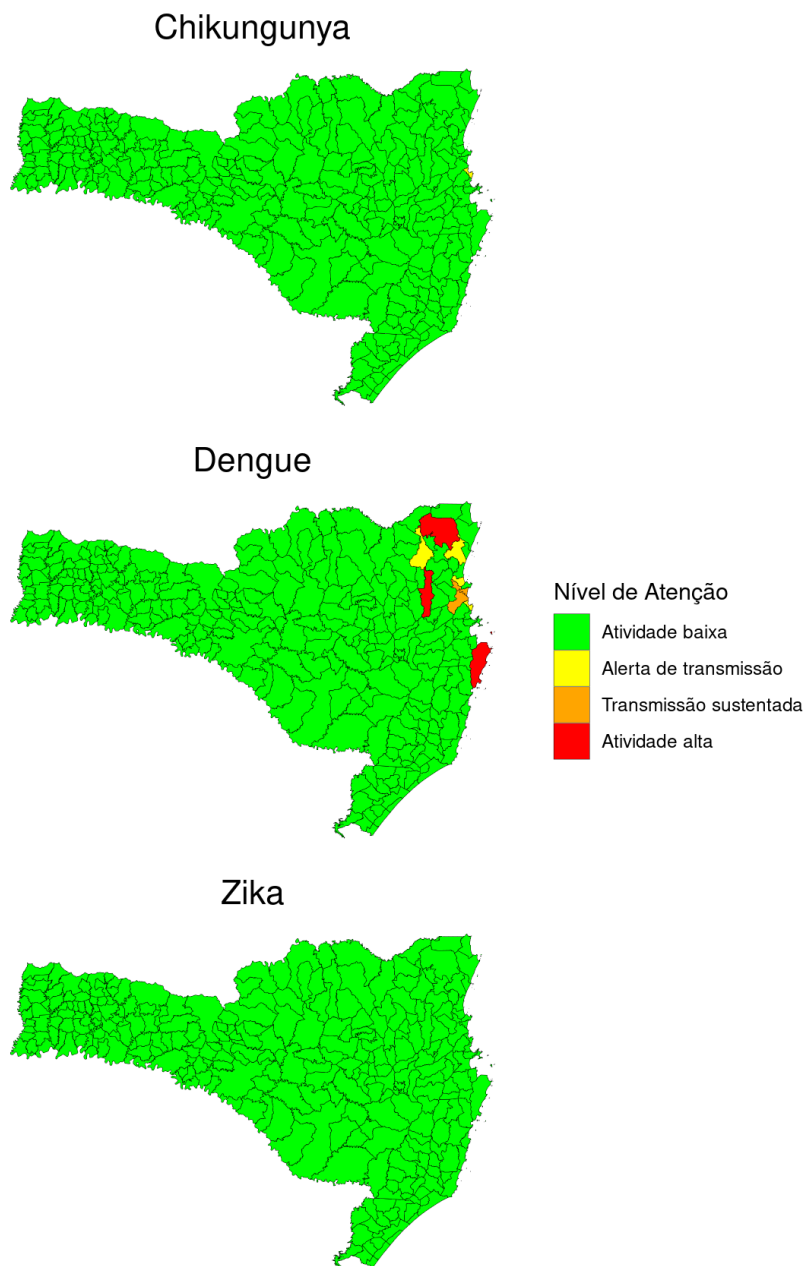 Chikungunya
Dengue
Nível de Atenção
Atividade baixa
Alerta de transmissão
Transmissão sustentada
Atividade alta
Zika